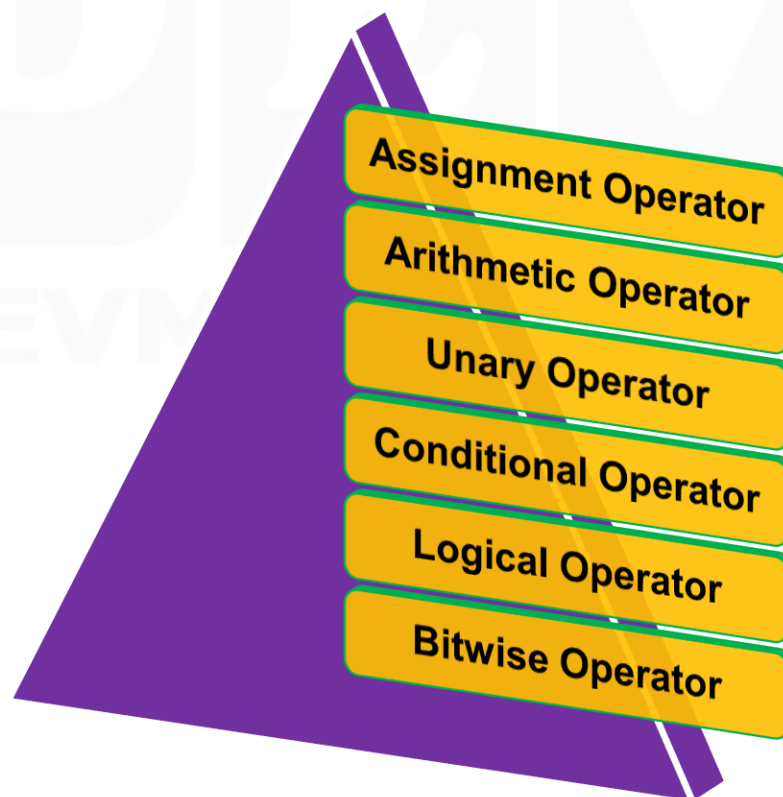 Assignment Operator
Arithmetic Operator
Unary Operator
Conditional Operator
Logical Operator
Bitwise Operator